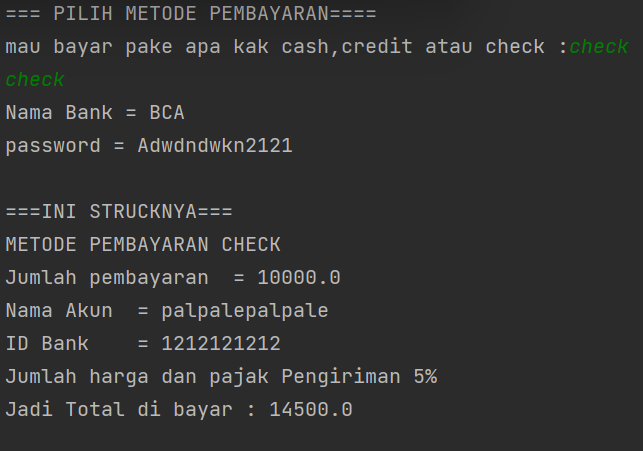 === PILIH METODE PEMBAYARAN====
mau bayar pake apa kak cash,credit atau check :check
check
Nama Bank = BCA
password = Adwdndwkn2121
===INI STRUCKNYA===
METODE PEMBAYARAN CHECK
Jumlah pembayaran  = 10000.0
Nama Akun  = palpalepalpale
ID Bank    = 1212121212
Jumlah harga dan pajak Pengiriman 5%
Jadi Total di bayar : 14500.0